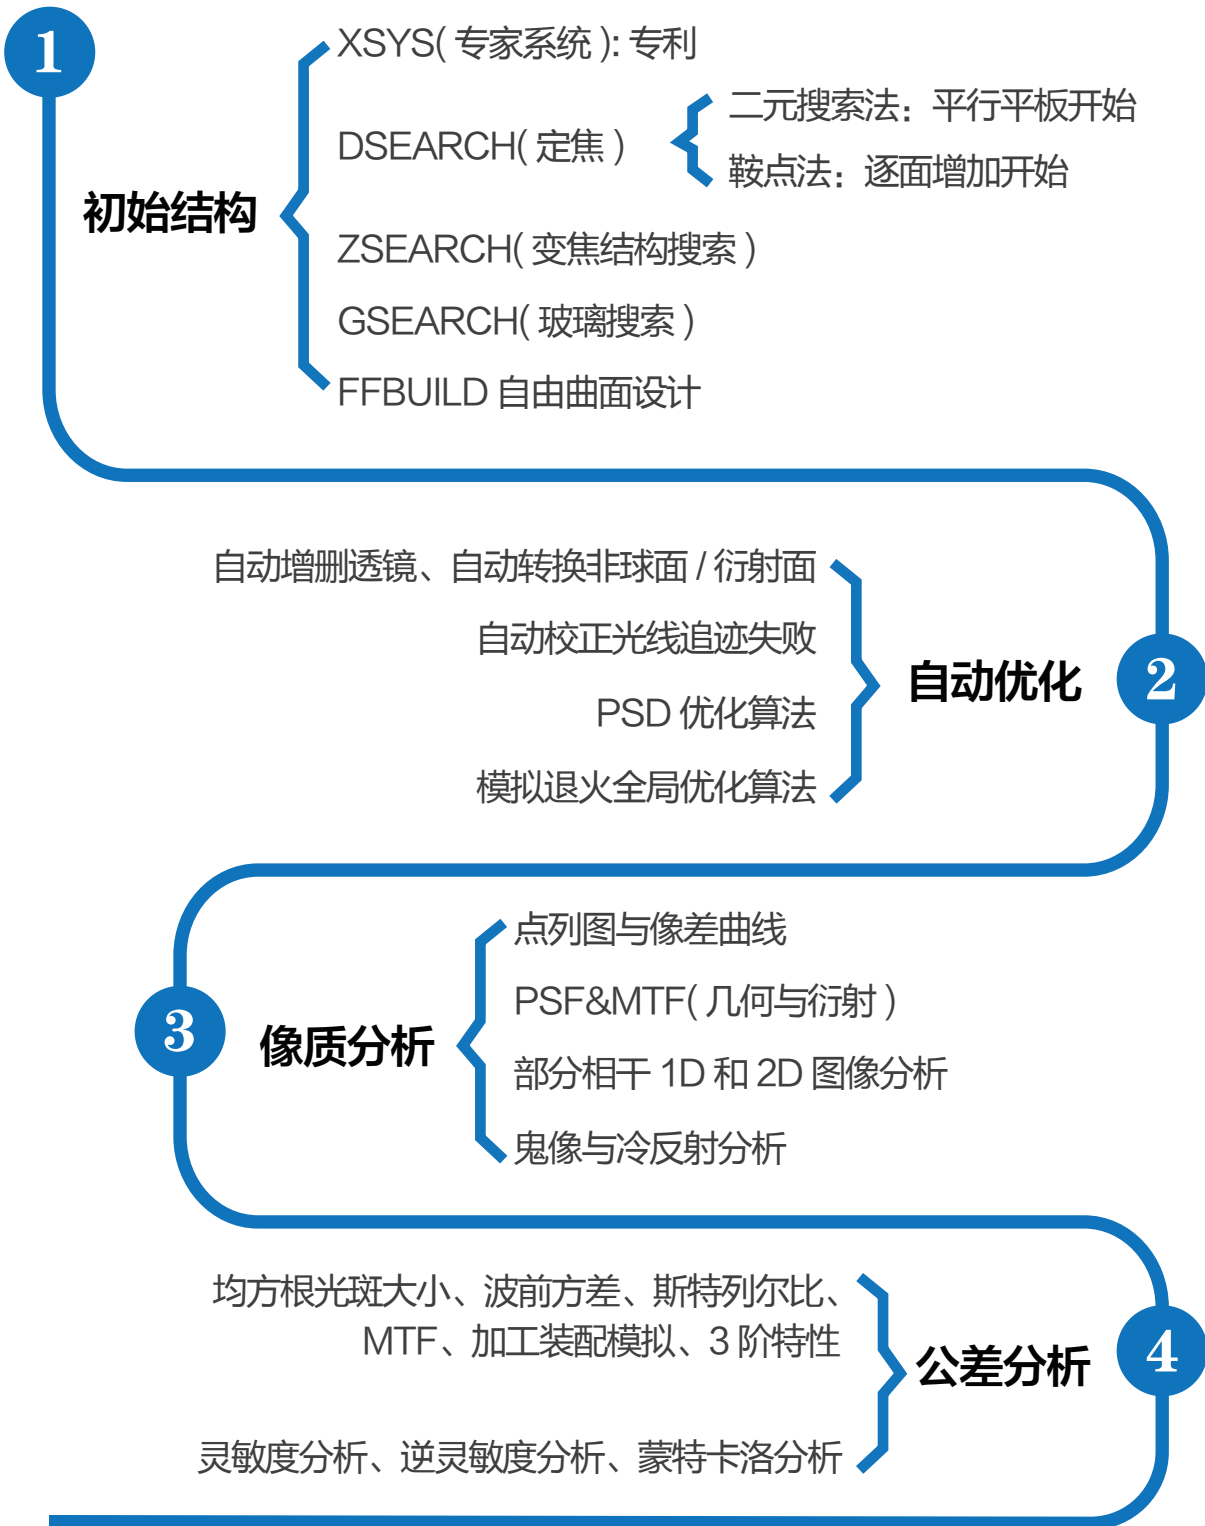 1
XSYS( 专家系统 ): 专利
DSEARCH( 定焦 )
二元搜索法：平行平板开始
鞍点法：逐面增加开始
初始结构
ZSEARCH( 变焦结构搜索 )
GSEARCH( 玻璃搜索 )
FFBUILD 自由曲面设计
自动增删透镜、自动转换非球面 / 衍射面
自动校正光线追迹失败
PSD 优化算法
模拟退火全局优化算法
自动优化
2
3
像质分析
点列图与像差曲线
PSF&MTF( 几何与衍射 )
部分相干 1D 和 2D 图像分析
鬼像与冷反射分析
均方根光斑大小、波前方差、斯特列尔比、
MTF、加工装配模拟、3 阶特性
灵敏度分析、逆灵敏度分析、蒙特卡洛分析
公差分析
4